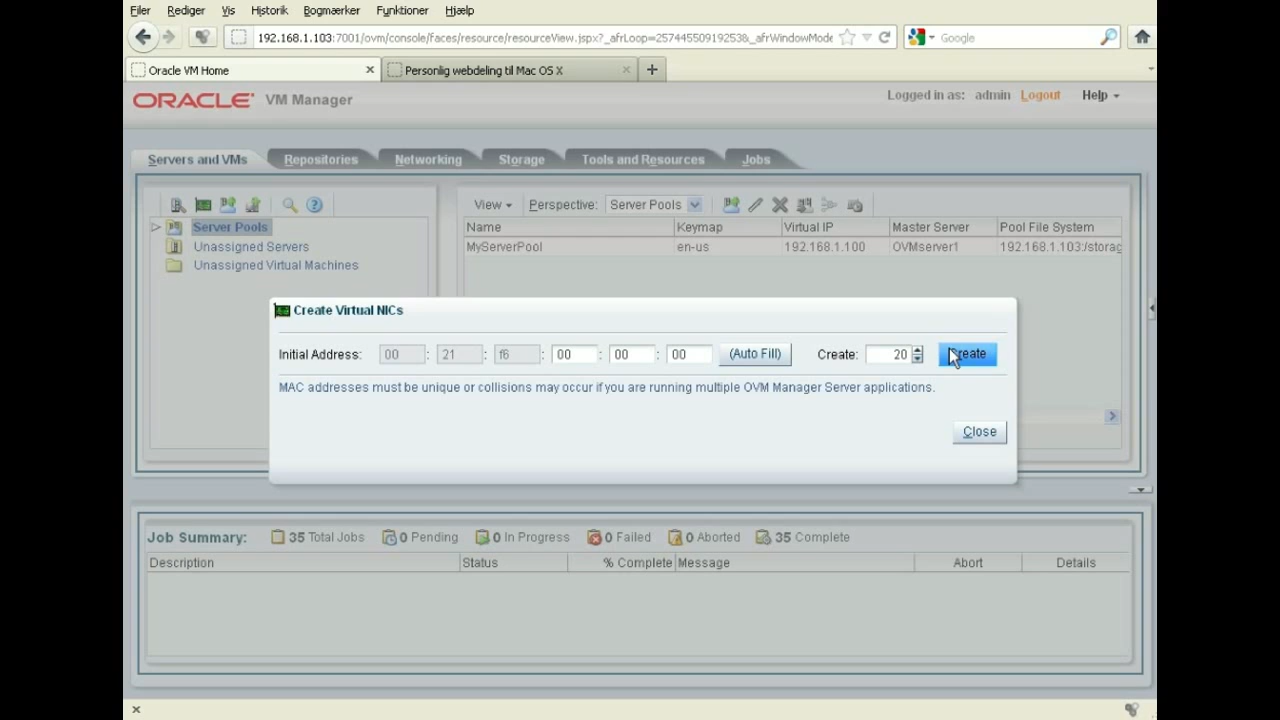 Filer Rediger Vis Historik Bogmærker Funktioner Hjælp
192.168.1.103:7001/ovm/console/faces/resource/resourceView.jspx?_afrLoop=2574455091925​3&_afrWindowMode Google
Oracle VM Home Personlig webdeling til Mac OS X
ORACLE VM Manager Logged in as: admin Logout Help
Servers and VMs Repositories Networking Storage Tools and Resources Jobs
View Perspective: Server Pools
Server Pools Name Keymap Virtual IP Master Server Pool File System
Unassigned Servers MyServerPool en-us 192.168.1.100 OVMserver1 192.168.1.103:/storag
Unassigned Virtual Machines
Create Virtual NICs
Initial Address: 00 : 21 : f6 : 00 : 00 : 00 (Auto Fill) Create: 20 Create
MAC addresses must be unique or collisions may occur if you are running multiple OVM Manager Server applications.
Close
Job Summary: 35 Total Jobs 0 Pending 0 In Progress 0 Failed 0 Aborted 35 Complete
Description Status % Complete Message Abort Details